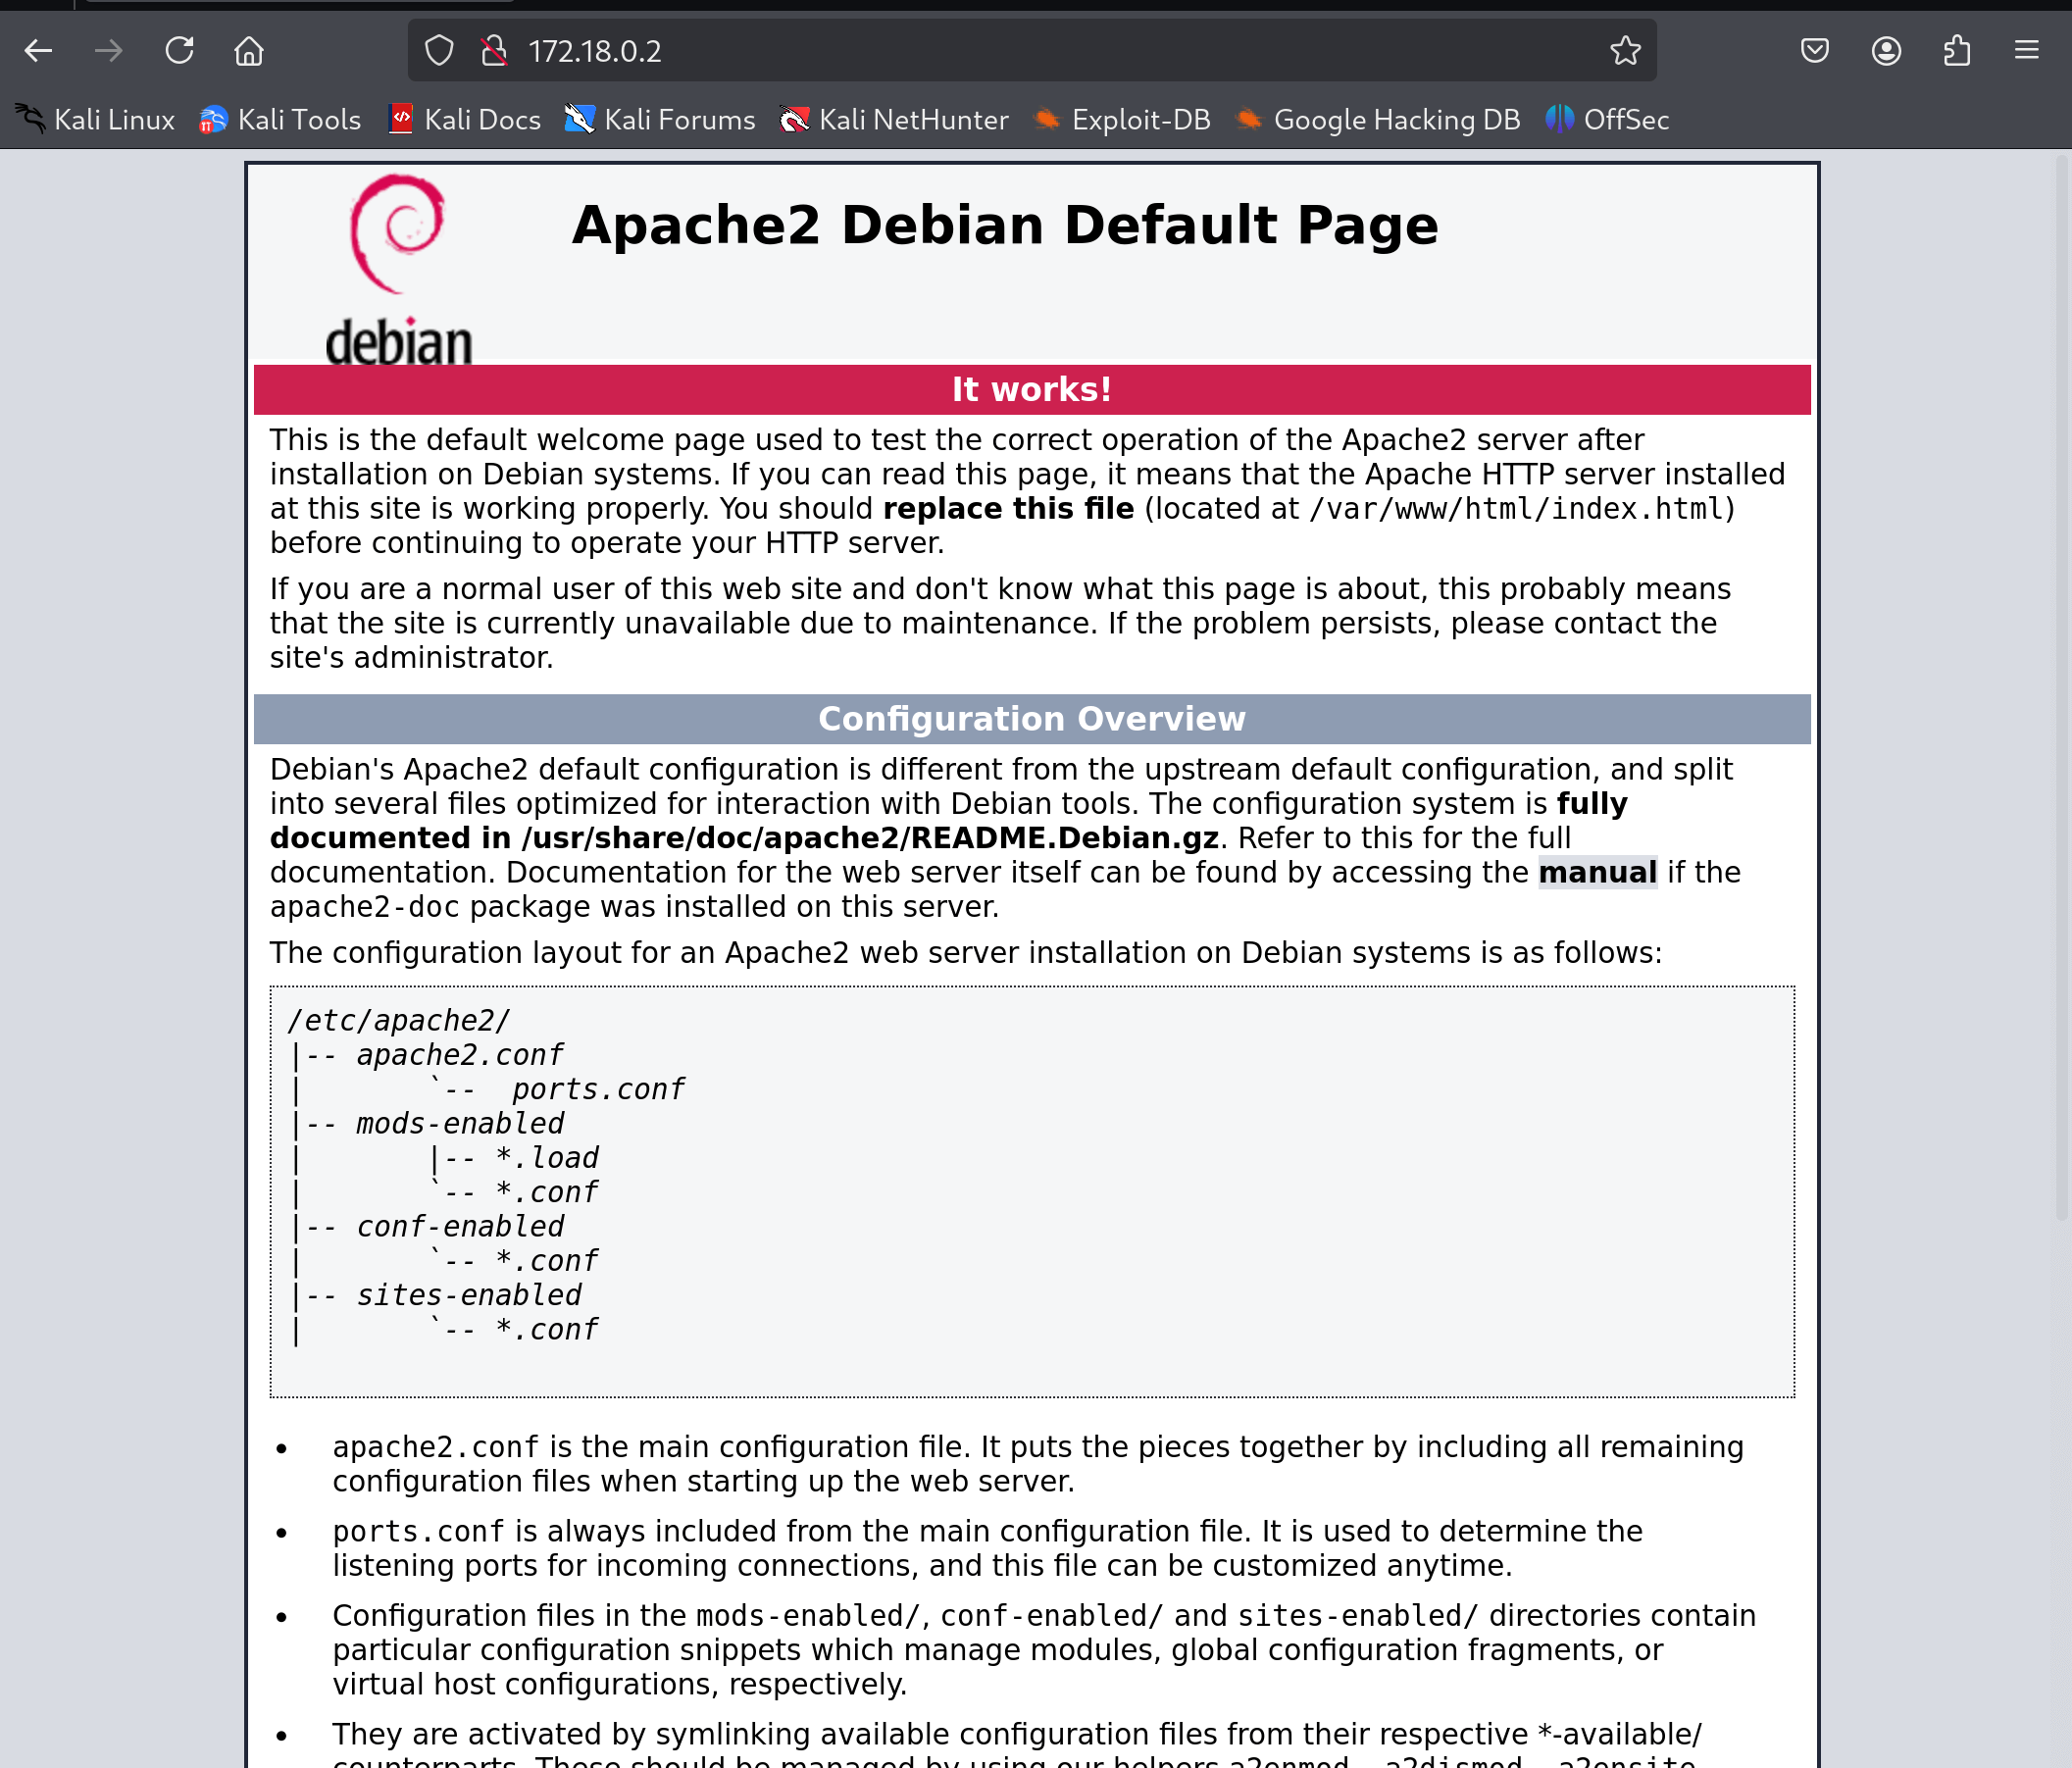 172.18.0.2
Kali Linux Kali Tools Kali Docs Kali Forums Kali NetHunter Exploit-DB Google Hacking DB OffSec
debian
Apache2 Debian Default Page
It works!
This is the default welcome page used to test the correct operation of the Apache2 server after
installation on Debian systems. If you can read this page, it means that the Apache HTTP server installed
at this site is working properly. You should replace this file (located at /var/www/html/index.html)
before continuing to operate your HTTP server.
If you are a normal user of this web site and don't know what this page is about, this probably means
that the site is currently unavailable due to maintenance. If the problem persists, please contact the
site's administrator.
Configuration Overview
Debian's Apache2 default configuration is different from the upstream default configuration, and split
into several files optimized for interaction with Debian tools. The configuration system is fully
documented in /usr/share/doc/apache2/README.Debian.gz. Refer to this for the full
documentation. Documentation for the web server itself can be found by accessing the manual if the
apache2-doc package was installed on this server.
The configuration layout for an Apache2 web server installation on Debian systems is as follows:
/etc/apache2/
|-- apache2.conf
|       `--  ports.conf
|-- mods-enabled
|       |-- *.load
|       `-- *.conf
|-- conf-enabled
|       `-- *.conf
|-- sites-enabled
|       `-- *.conf
• apache2.conf is the main configuration file. It puts the pieces together by including all remaining
configuration files when starting up the web server.
• ports.conf is always included from the main configuration file. It is used to determine the
listening ports for incoming connections, and this file can be customized anytime.
• Configuration files in the mods-enabled/, conf-enabled/ and sites-enabled/ directories contain
particular configuration snippets which manage modules, global configuration fragments, or
virtual host configurations, respectively.
• They are activated by symlinking available configuration files from their respective *-available/
counterparts. These should be managed by using our helpers a2enmod, a2dismod, a2ensite,